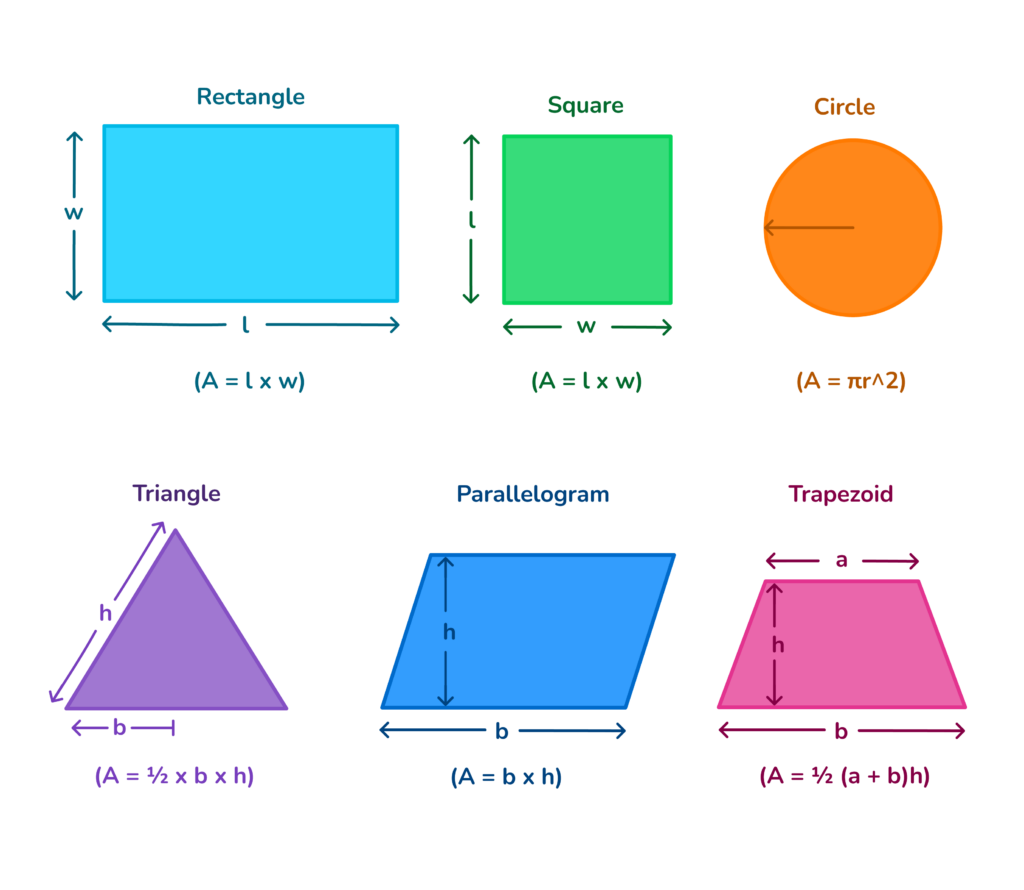 Rectangle
Square
Circle
w
l
l
w
(A = l x w)
(A = l x w)
(A = πr^2)
Triangle
Parallelogram
Trapezoid
a
h
h
h
b
b
b
(A = ½ x b x h)
(A = b x h)
(A = ½ (a + b)h)